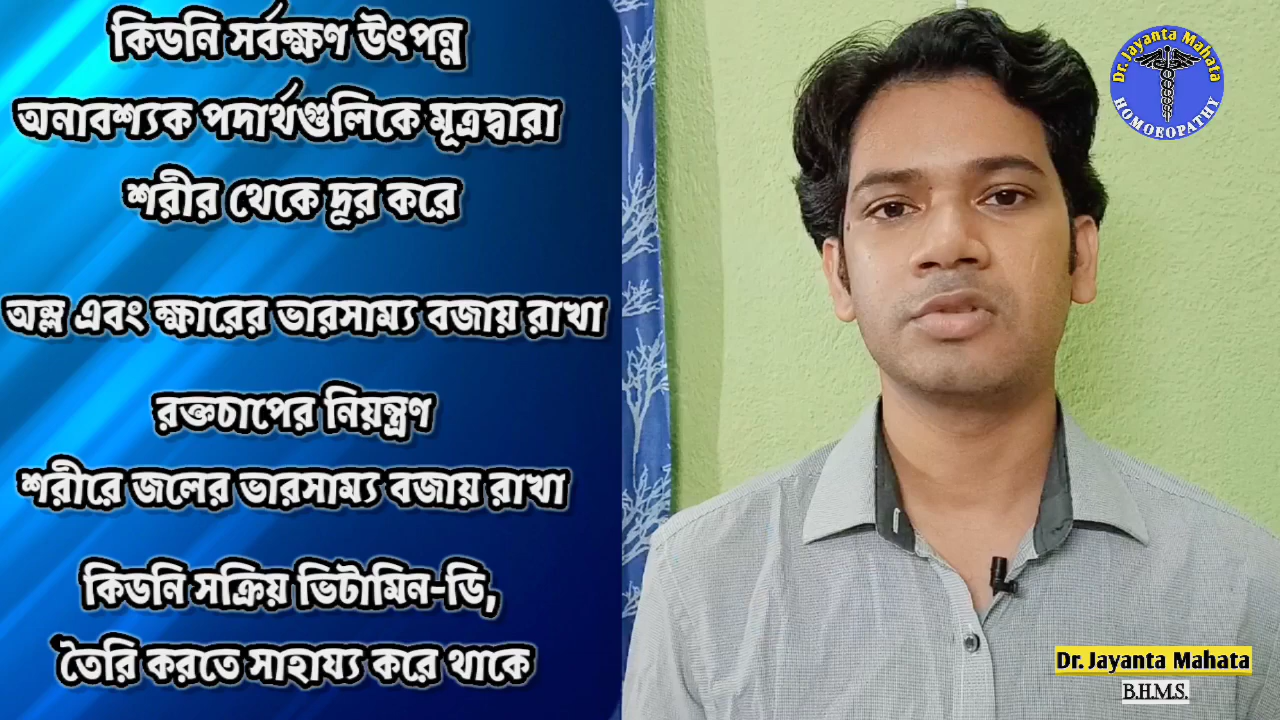 কিডনি সর্বক্ষণ উৎপন্ন
অনাবশ্যক পদার্থগুলিকে মূত্রদ্বারা
শরীর থেকে দূর করে
অম্ল এবং ক্ষারের ভারসাম্য বজায় রাখা
রক্তচাপের নিয়ন্ত্রণ
শরীরে জলের ভারসাম্য বজায় রাখা
কিডনি সক্রিয় ভিটামিন-ডি,
তৈরি করতে সাহায্য করে থাকে
Dr. Jayanta Mahata
HOMOEOPATHY
Dr. Jayanta Mahata
B.H.M.S.